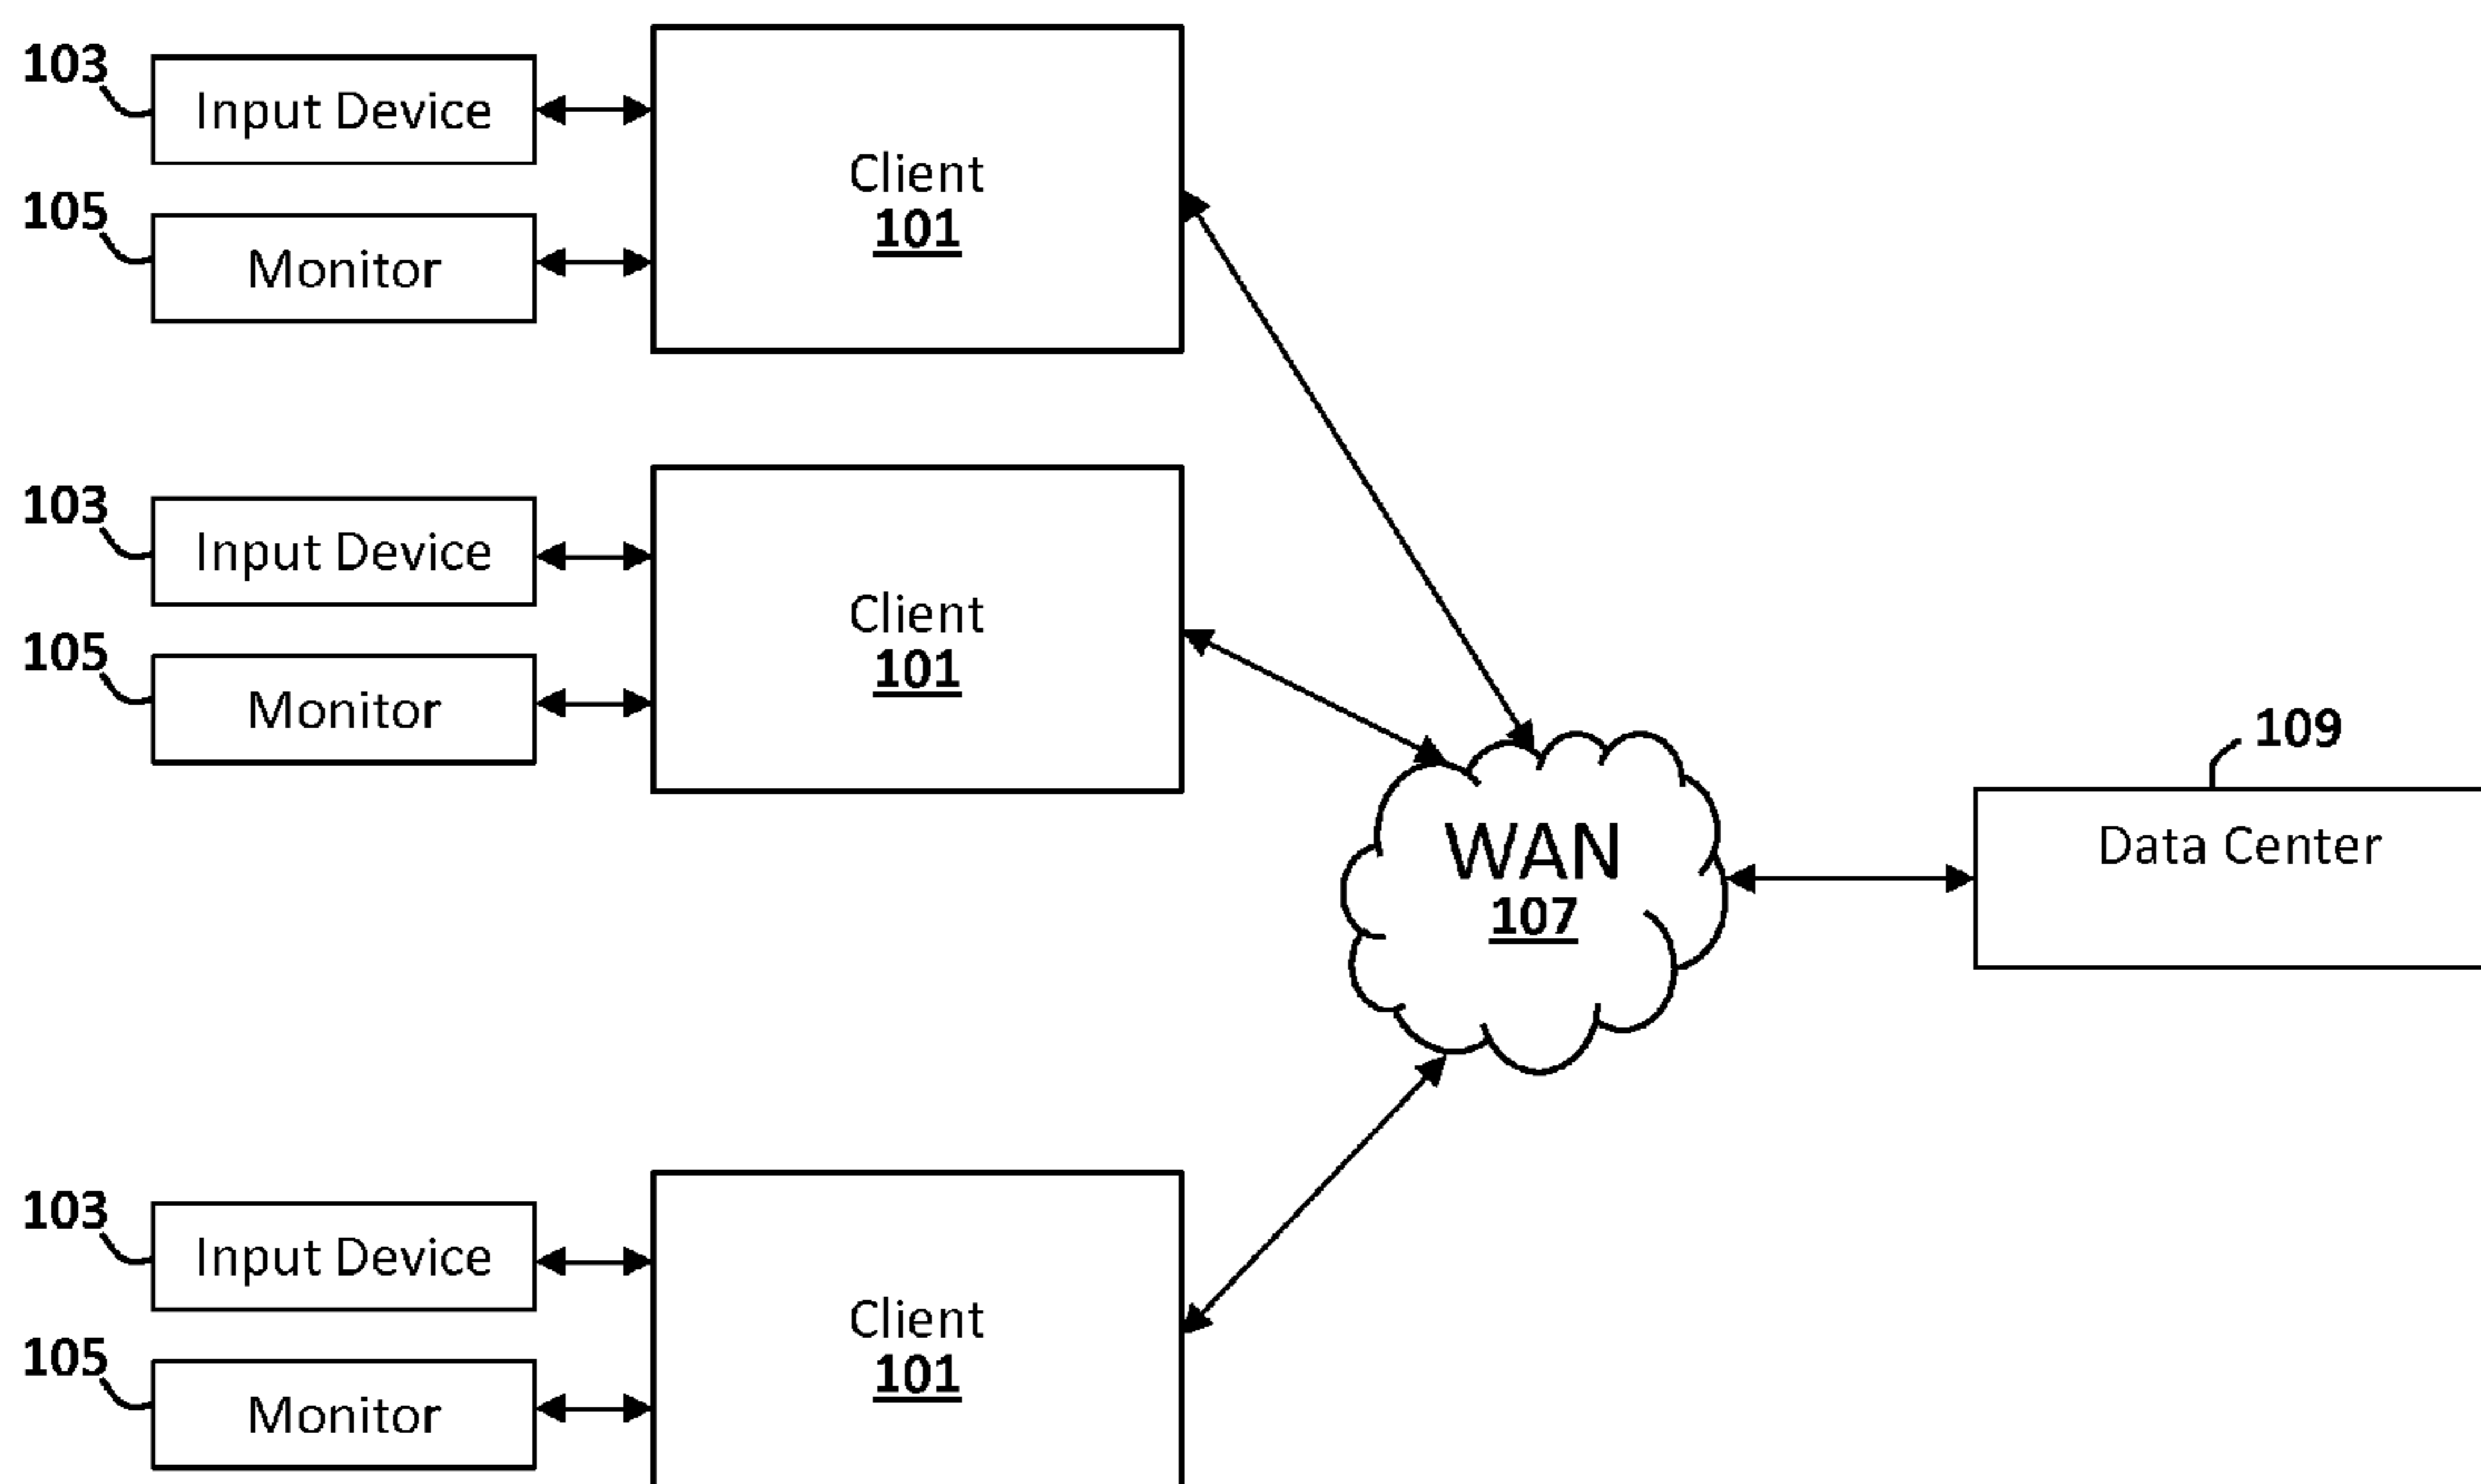 103
Input Device
105
Monitor
Client
101
103
Input Device
105
Monitor
Client
101
WAN
107
109
Data Center
103
Input Device
105
Monitor
Client
101